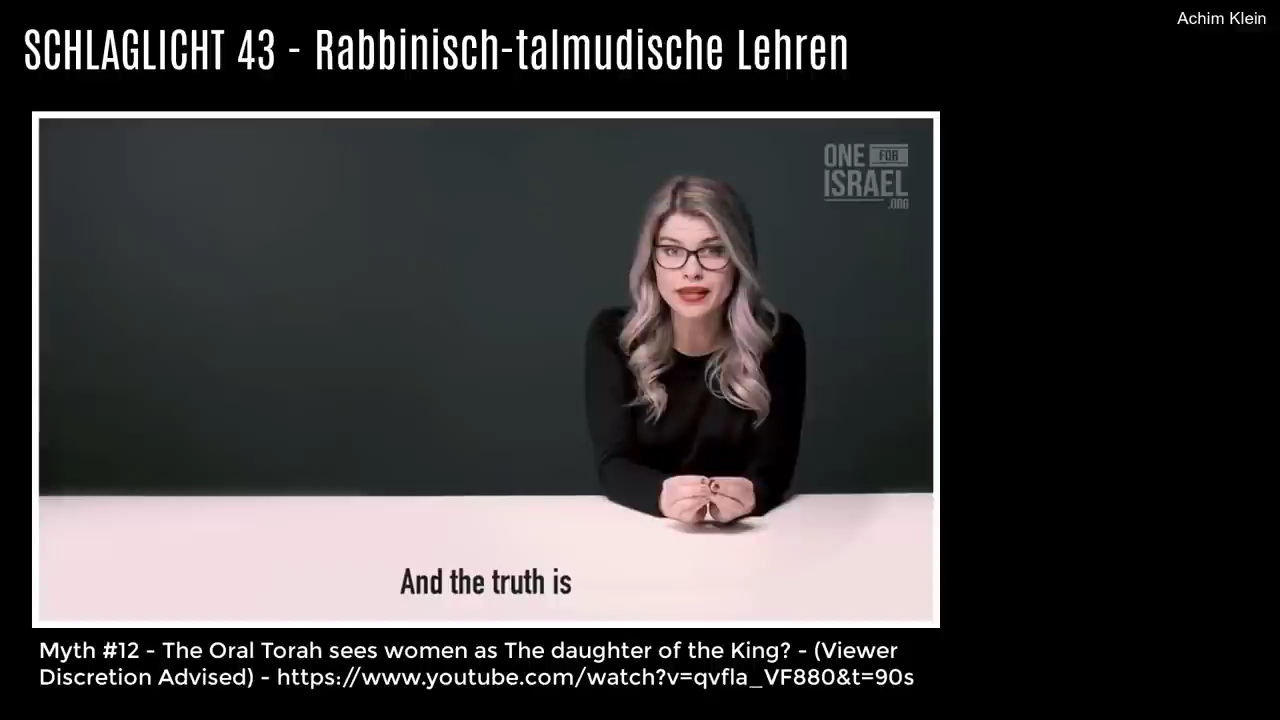 Achim Klein
SCHLAGLICHT 43 - Rabbinisch-talmudische Lehren
ONE FOR
ISRAEL
.ORG
And the truth is
Myth #12 - The Oral Torah sees women as The daughter of the King? - (Viewer
Discretion Advised) - https://www.youtube.com/watch?v=qvfla_VF880&t=90s